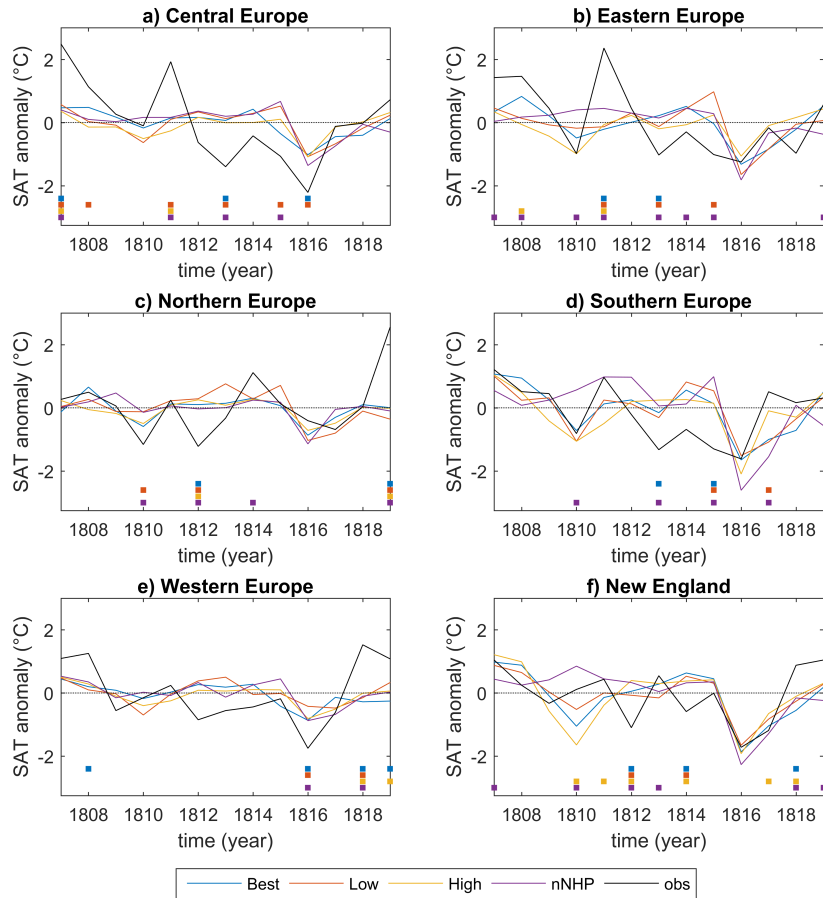 a) Central Europe
SAT anomaly (°C)
2
0
-2
1808 1810 1812 1814 1816 1818
time (year)
b) Eastern Europe
SAT anomaly (°C)
2
0
-2
1808 1810 1812 1814 1816 1818
time (year)
c) Northern Europe
SAT anomaly (°C)
2
0
-2
1808 1810 1812 1814 1816 1818
time (year)
d) Southern Europe
SAT anomaly (°C)
2
0
-2
1808 1810 1812 1814 1816 1818
time (year)
e) Western Europe
SAT anomaly (°C)
2
0
-2
1808 1810 1812 1814 1816 1818
time (year)
f) New England
SAT anomaly (°C)
2
0
-2
1808 1810 1812 1814 1816 1818
time (year)
Best Low High nNHP obs